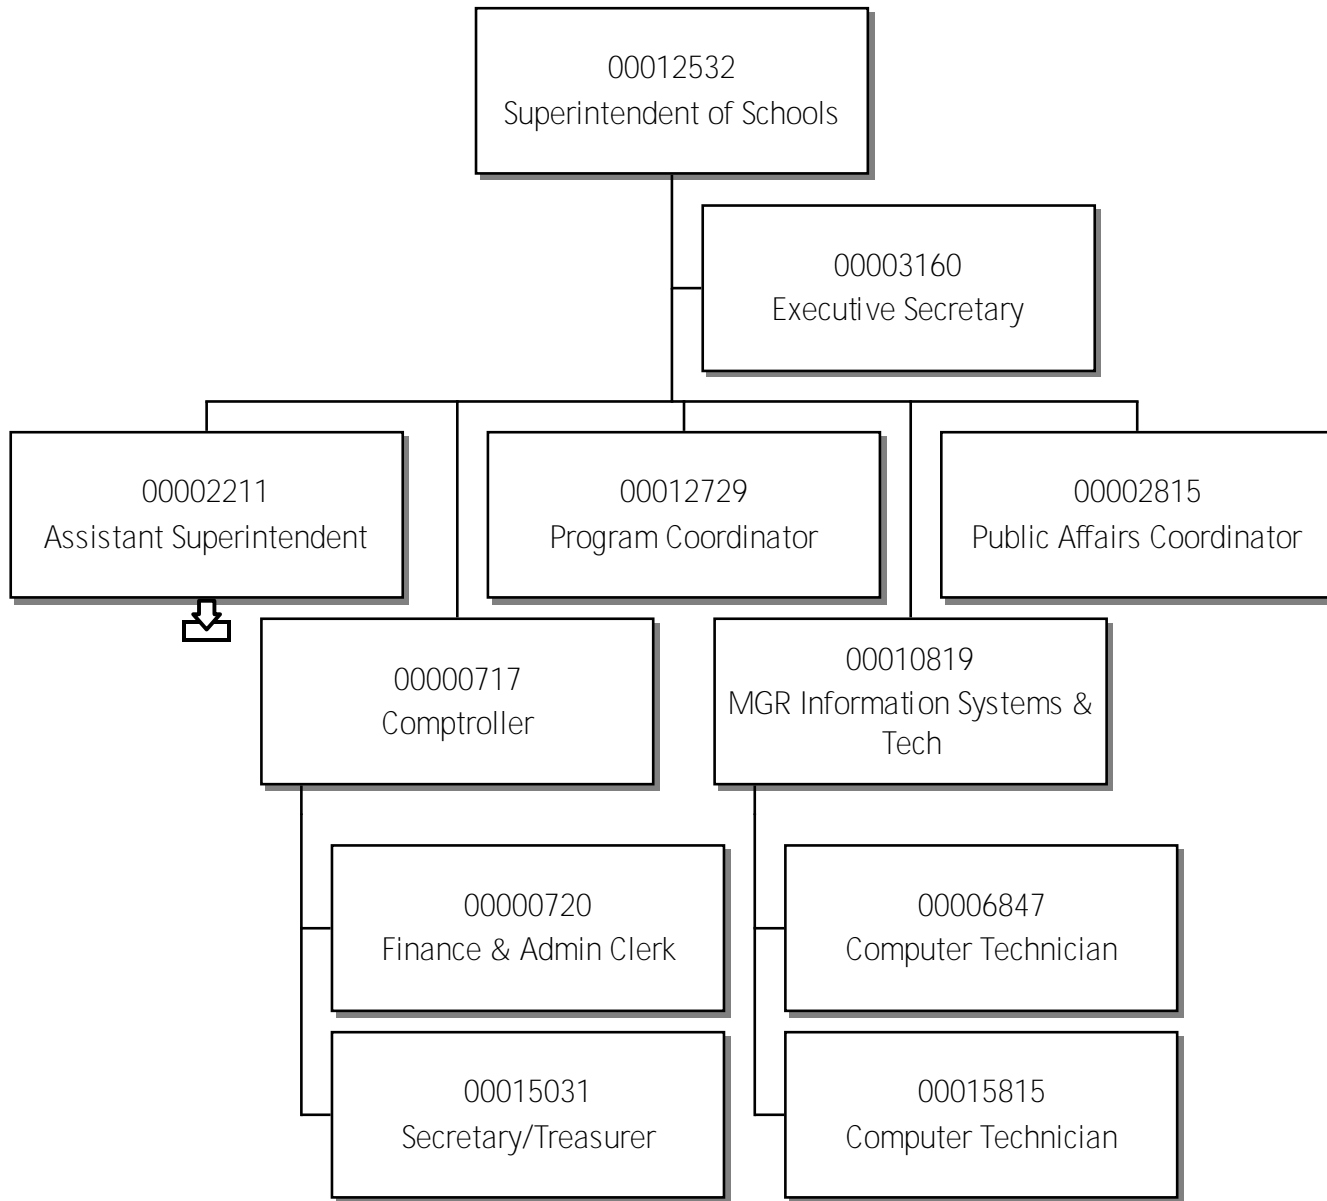 00012532
Superintendent of Schools
00003160
Executive Secretary
00002211
Assistant Superintendent
00012729
Program Coordinator
00002815
Public Affairs Coordinator
00000717
Comptroller
00010819
MGR Information Systems &
Tech
00000720
Finance & Admin Clerk
00006847
Computer Technician
00015031
Secretary/Treasurer
00015815
Computer Technician